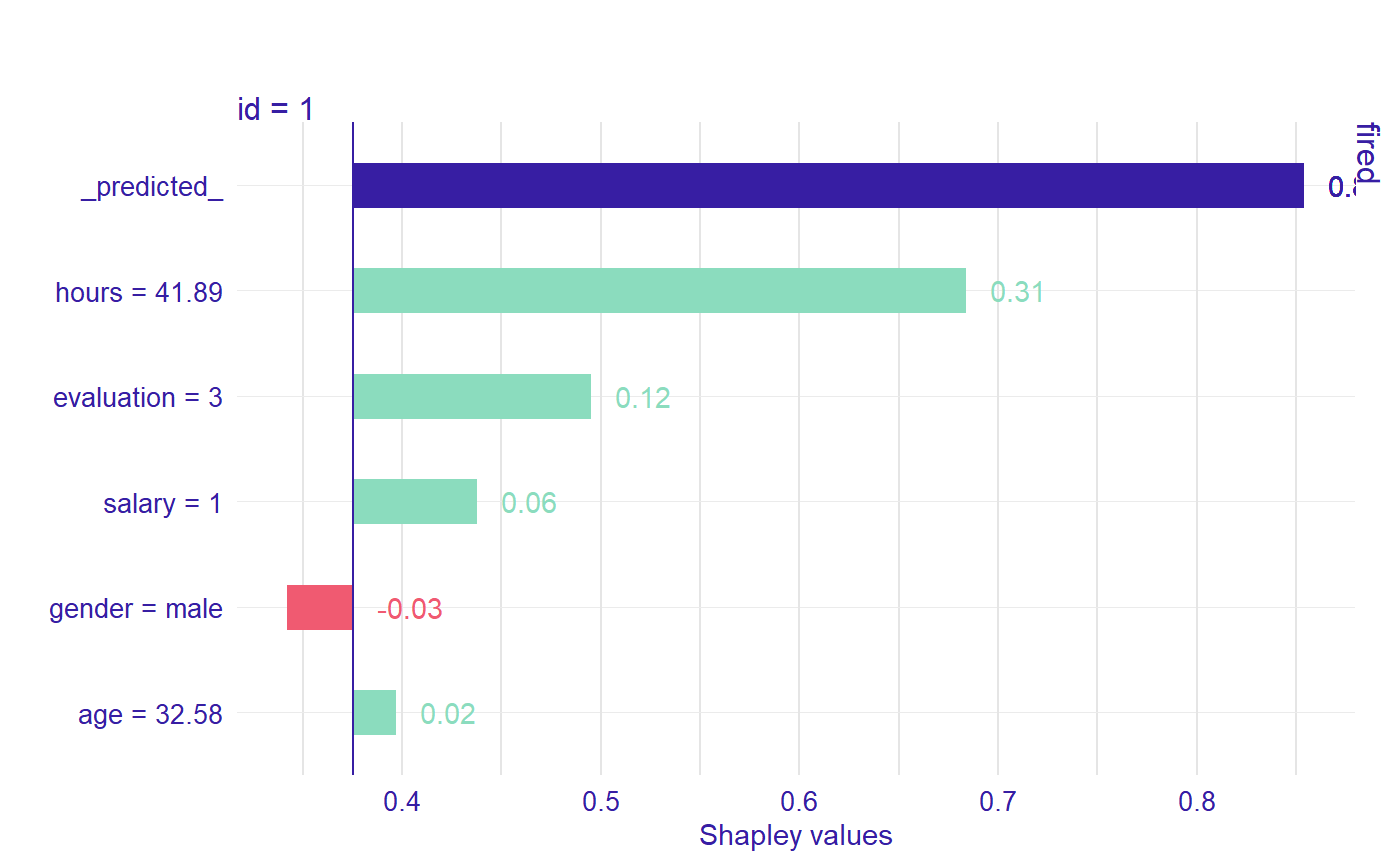 id = 1
fired
_predicted_
hours = 41.89
0.31
evaluation = 3
0.12
salary = 1
0.06
gender = male
-0.03
age = 32.58
0.02
0.4 0.5 0.6 0.7 0.8
Shapley values